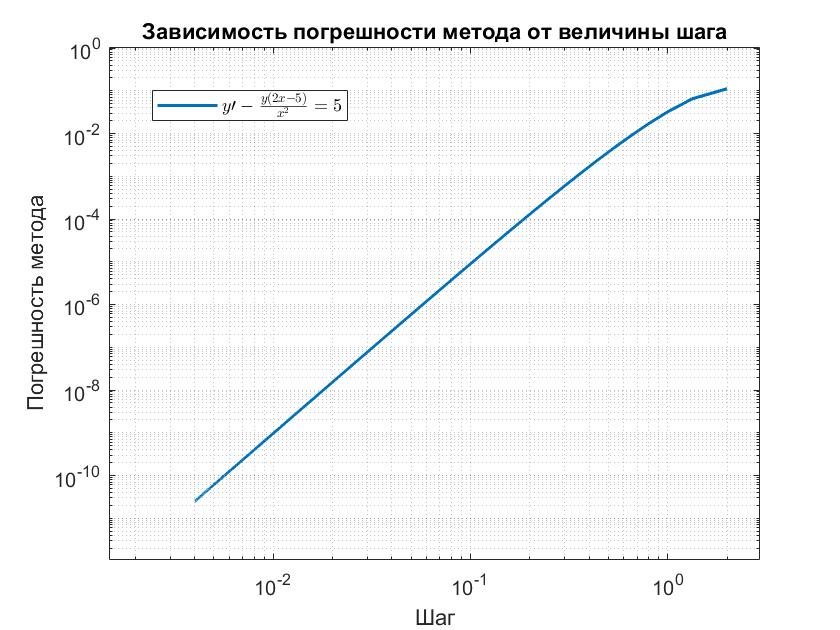 Зависимость погрешности метода от величины шага
10^0
y′ − y(2x−5)/x^2 = 5
10^-2
10^-4
10^-6
10^-8
10^-10
Погрешность метода
10^-2 10^-1 10^0
Шаг